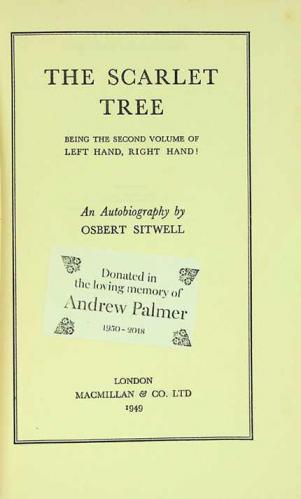 THE SCARLET
TREE
BEING THE SECOND VOLUME OF
LEFT HAND, RIGHT HAND!
An Autobiography by
OSBERT SITWELL
Donated in
the loving memory of
Andrew Palmer
1950-2018
LONDON
MACMILLAN & CO. LTD
1949